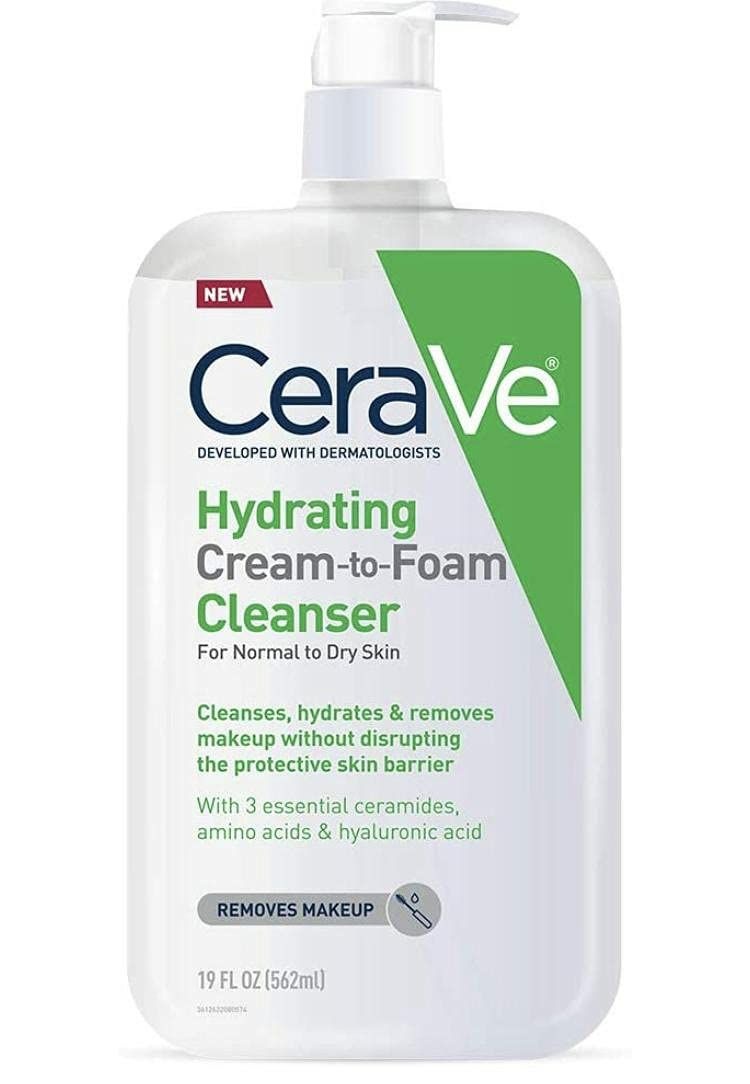 NEW
CeraVe®
DEVELOPED WITH DERMATOLOGISTS
Hydrating
Cream-to-Foam
Cleanser
For Normal to Dry Skin
Cleanses, hydrates & removes
makeup without disrupting
the protective skin barrier
With 3 essential ceramides,
amino acids & hyaluronic acid
REMOVES MAKEUP
19 FL OZ (562ml)